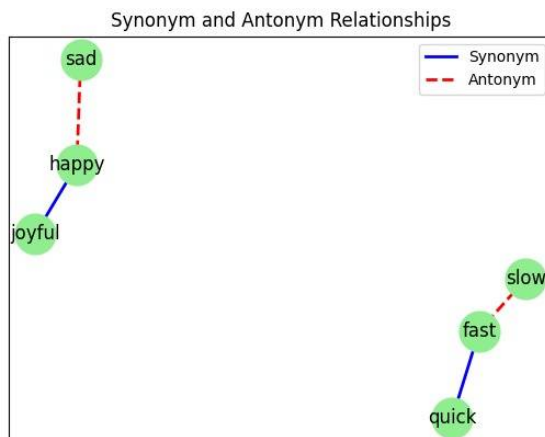 Synonym and Antonym Relationships
sad
Synonym
Antonym
happy
joyful
slow
fast
quick